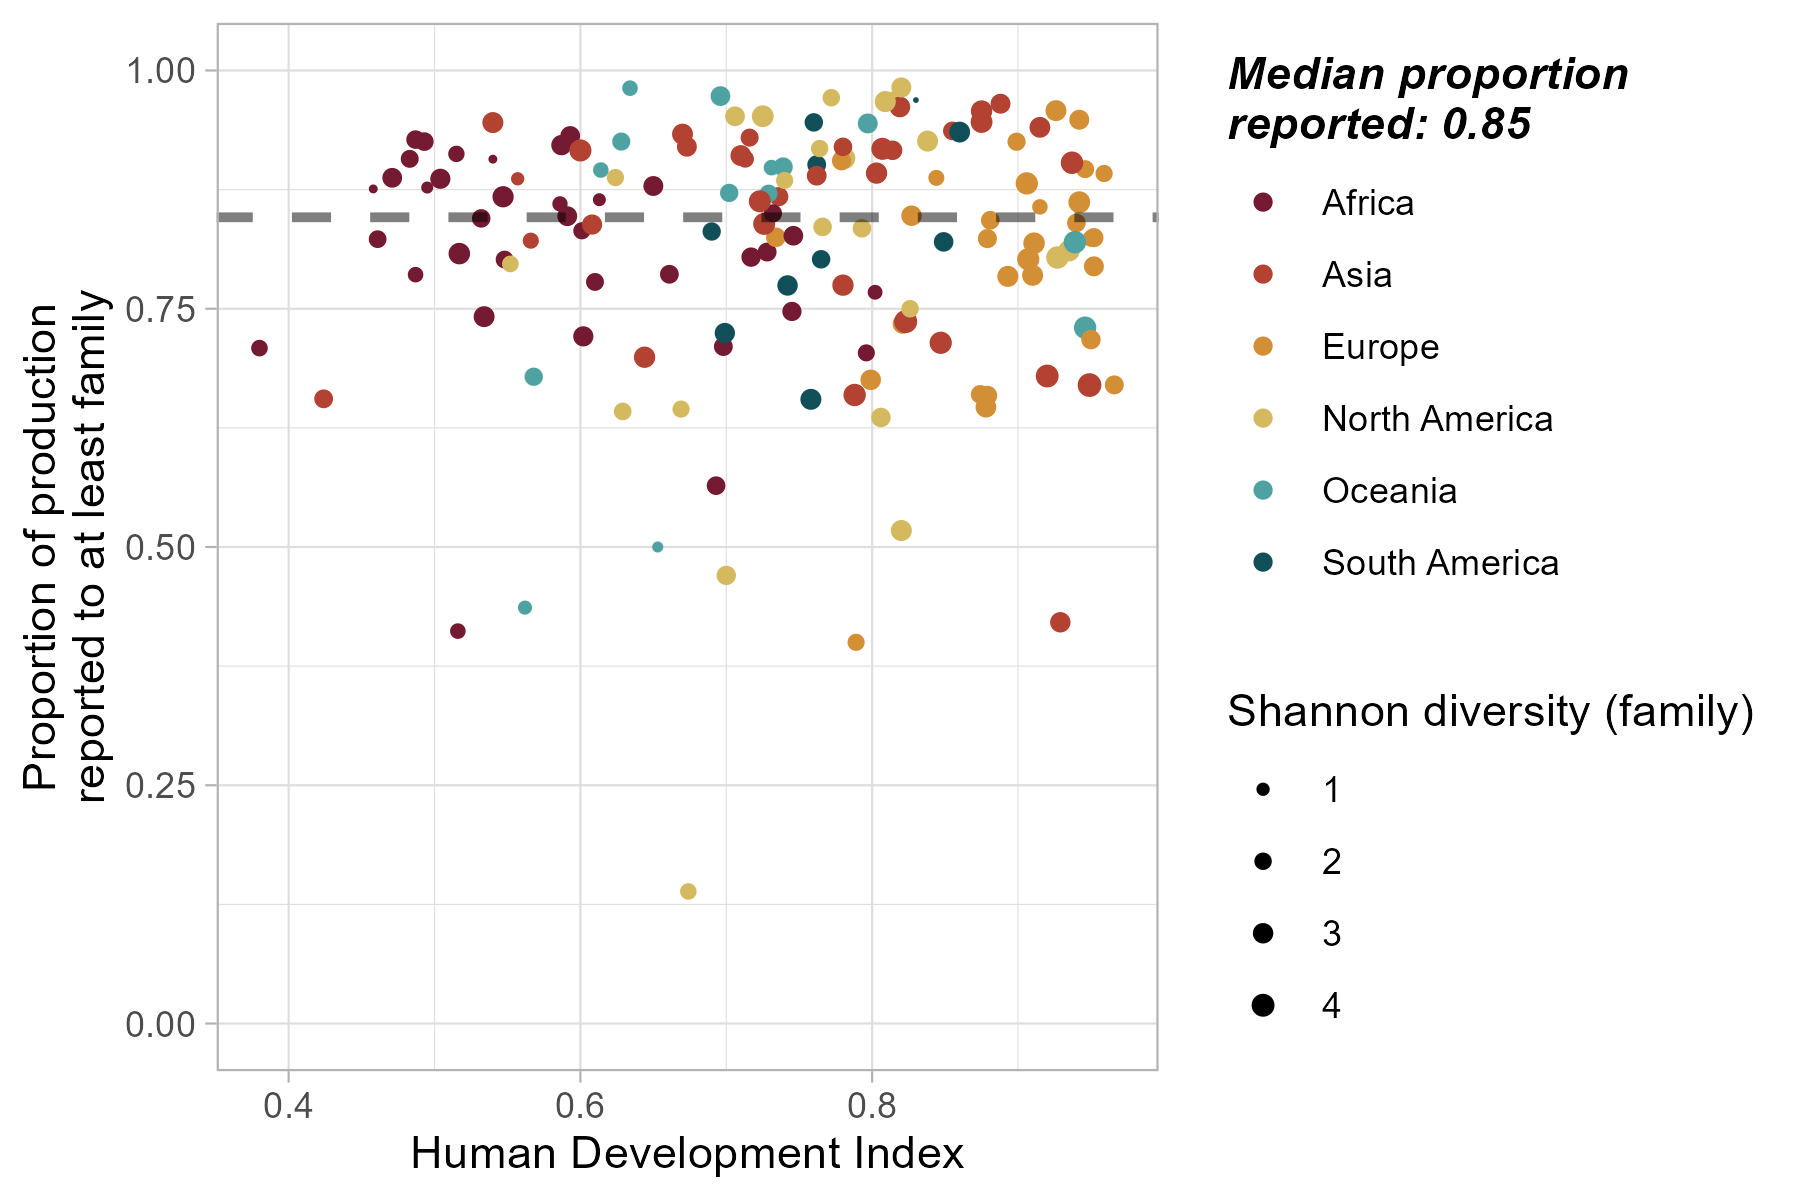 1.00
0.75
0.50
0.25
0.00
Proportion of production
reported to at least family
0.4
0.6
0.8
Human Development Index
Median proportion
reported: 0.85
Africa
Asia
Europe
North America
Oceania
South America
Shannon diversity (family)
1
2
3
4